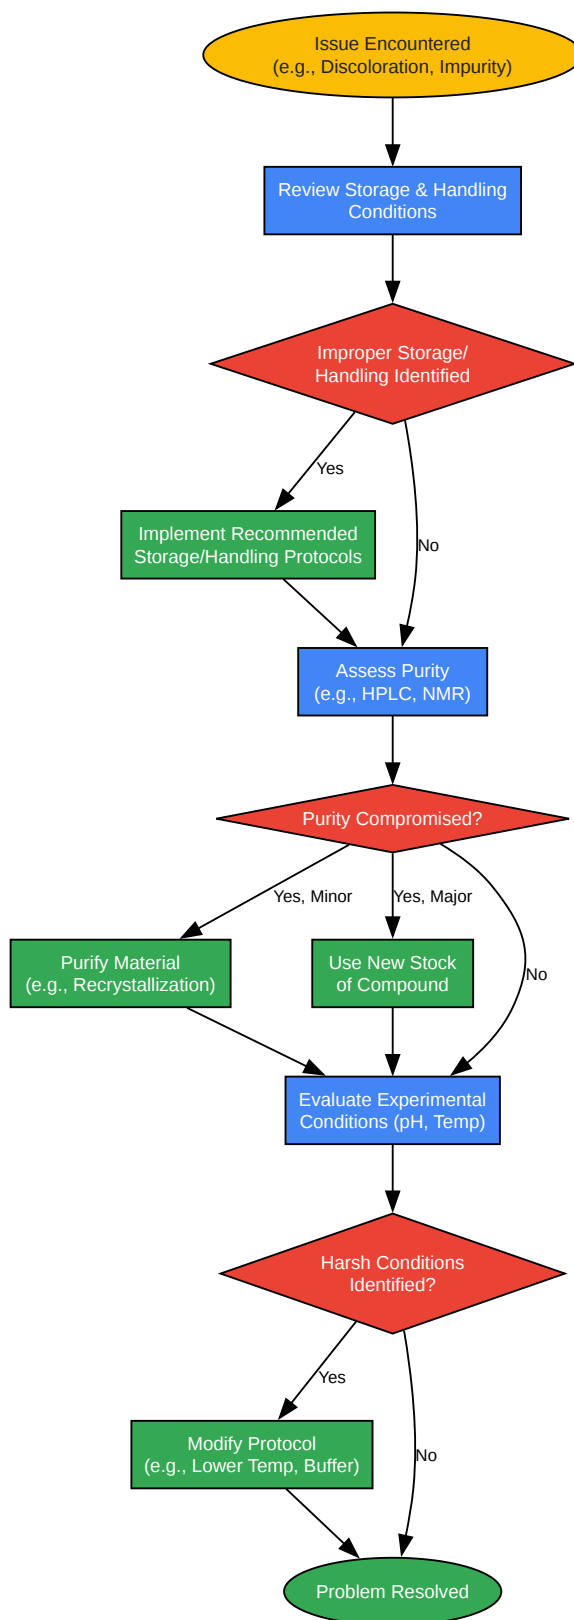 Issue Encountered
(e.g., Discoloration, Impurity)
Review Storage & Handling
Conditions
Improper Storage/
Handling Identified
Yes
Implement Recommended
Storage/Handling Protocols
No
Assess Purity
(e.g., HPLC, NMR)
Purity Compromised?
Yes, Minor
Yes, Major
Purify Material
(e.g., Recrystallization)
Use New Stock
of Compound
No
Evaluate Experimental
Conditions (pH, Temp)
Harsh Conditions
Identified?
Yes
Modify Protocol
(e.g., Lower Temp, Buffer)
No
Problem Resolved